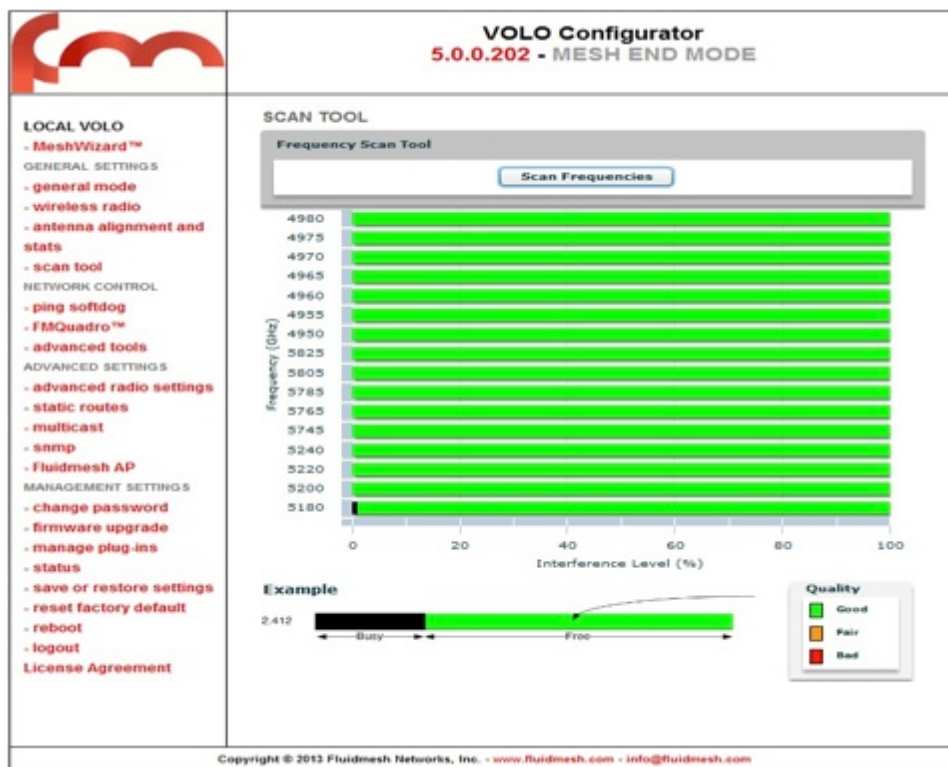 fm
VOLO Configurator
5.0.0.202 - MESH END MODE
LOCAL VOLO
- MeshWizard™
GENERAL SETTINGS
- general mode
- wireless radio
- antenna alignment and
stats
- scan tool
NETWORK CONTROL
- ping softdog
- FMQuadro™
- advanced tools
ADVANCED SETTINGS
- advanced radio settings
- static routes
- multicast
- snmp
- Fluidmesh AP
MANAGEMENT SETTINGS
- change password
- firmware upgrade
- manage plug-ins
- status
- save or restore settings
- reset factory default
- reboot
- logout
License Agreement
SCAN TOOL
Frequency Scan Tool
Scan Frequencies
Frequency (GHz)
4980
4975
4970
4965
4960
4955
4950
5825
5805
5785
5765
5745
5240
5220
5200
5180
0 20 40 60 80 100
Interference Level (%)
Example
2.412
Busy Free
Quality
Good
Fair
Bad
Copyright © 2013 Fluidmesh Networks, Inc. - www.fluidmesh.com - info@fluidmesh.com